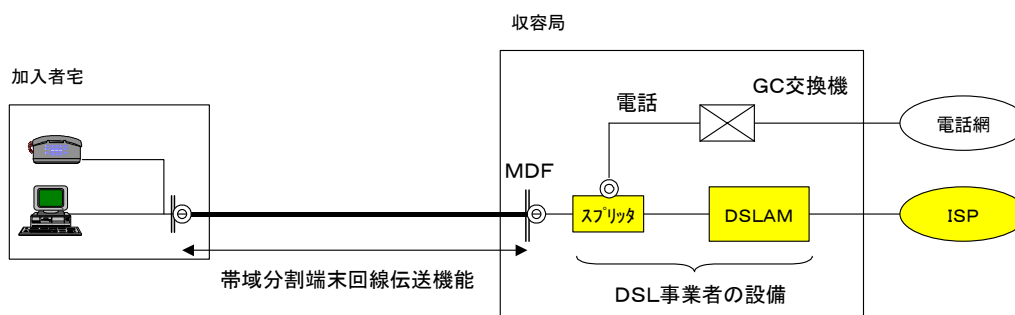 収容局
加入者宅
GC交換機
電話
電話網
MDF
スプリッタ
DSLAM
ISP
帯域分割端末回線伝送機能
DSL事業者の設備